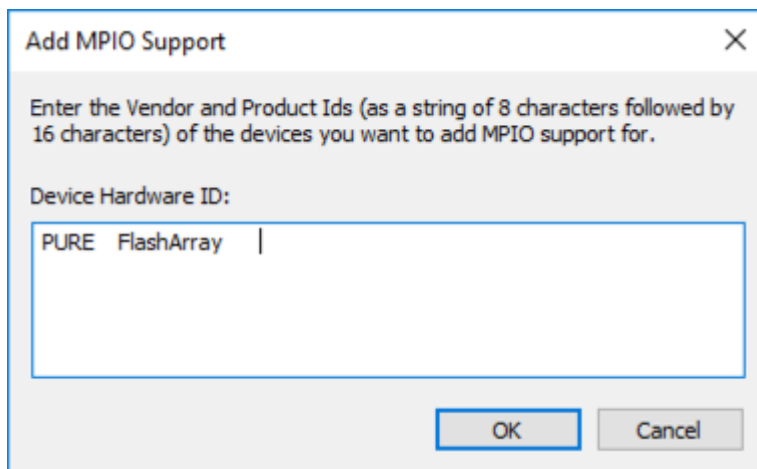 Add MPIO Support
Enter the Vendor and Product Ids (as a string of 8 characters followed by
16 characters) of the devices you want to add MPIO support for.
Device Hardware ID:
PURE    FlashArray
OK
Cancel